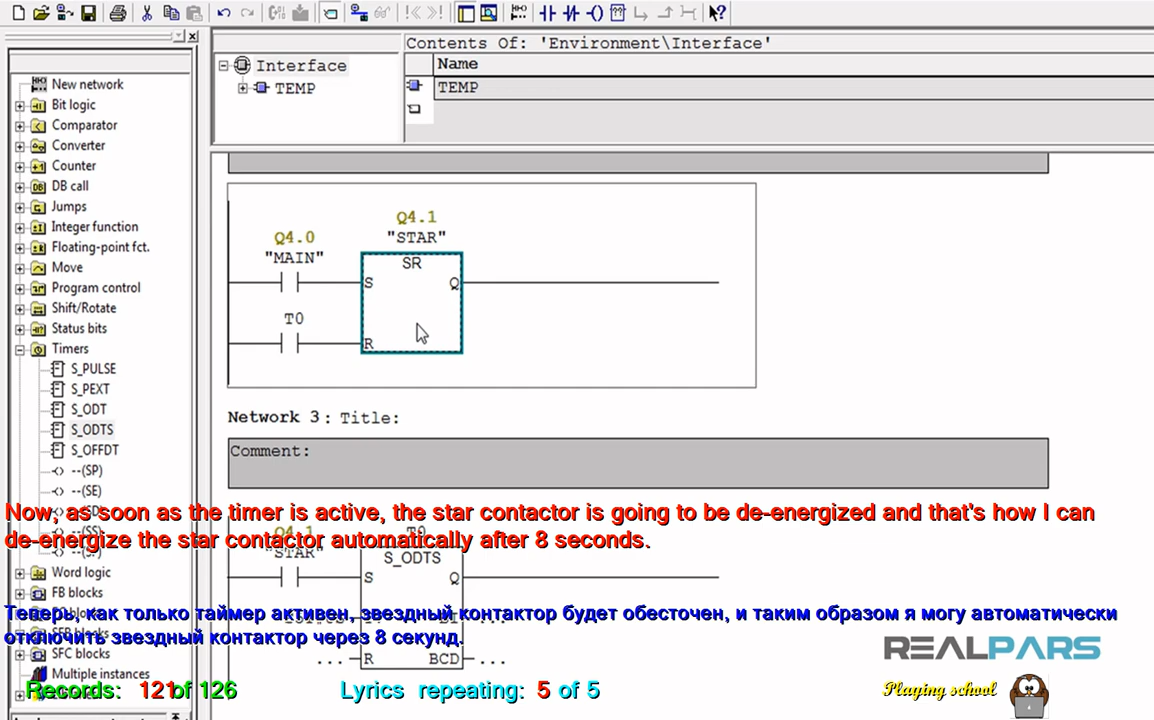 Contents Of: 'Environment\Interface'
Interface
TEMP
Name
TEMP
New network
Bit logic
Comparator
Converter
Counter
DB call
Jumps
Integer function
Floating-point fct.
Move
Program control
Shift/Rotate
Status bits
Timers
S_PULSE
S_PEXT
S_ODT
S_ODTS
S_OFFDT
--(SP)
--(SE)
Word logic
FB blocks
SFC blocks
Multiple instances
Q4.1
Q4.0
"STAR"
"MAIN"
SR
S
Q
T0
R
Network 3: Title:
Comment:
Now, as soon as the timer is active, the star contactor is going to be de-energized and that's how I can
de-energize the star contactor automatically after 8 seconds.
Q4.1
T0
"STAR"
S_ODTS
S
Q
Теперь, как только таймер активен, звездный контактор будет обесточен, и таким образом я могу автоматически
отключить звездный контактор через 8 секунд.
... R BCD ...
REALPARS
Records: 121 of 126
Lyrics repeating: 5 of 5
Playing school